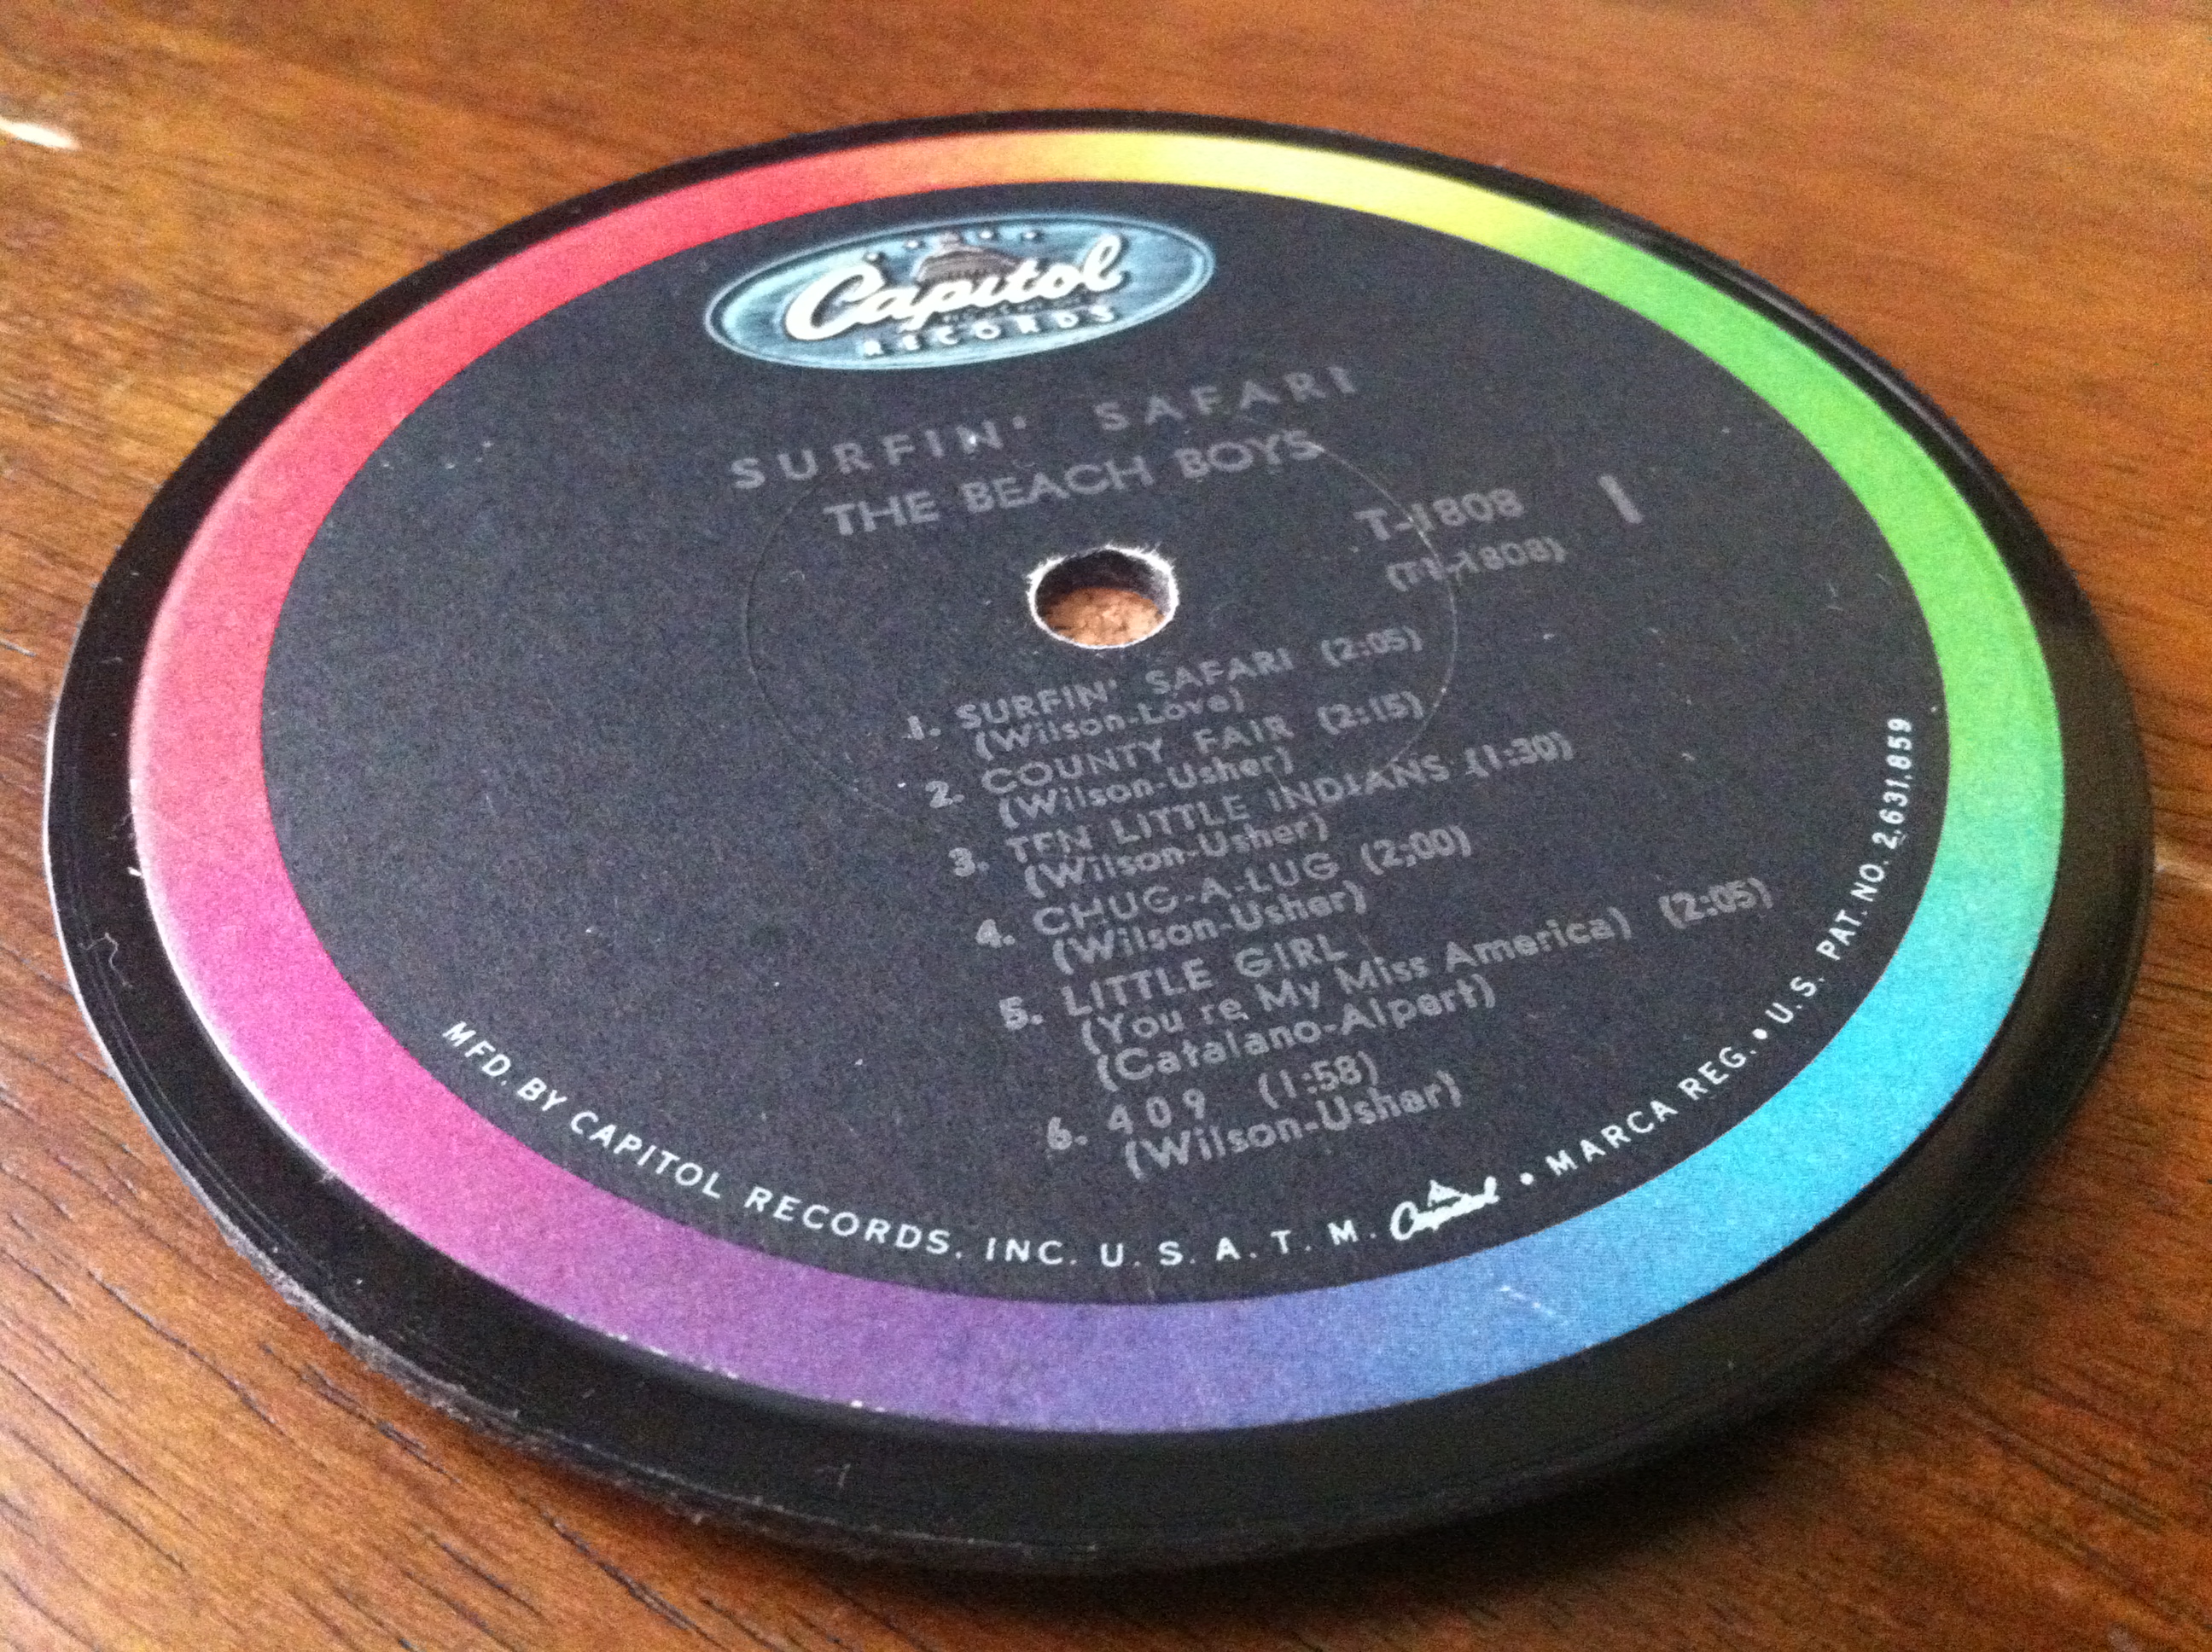 Capitol
RECORDS
SURFIN' SAFARI
THE BEACH BOYS
T-1808 1
(T1-1808)
1. SURFIN' SAFARI (2:05)
(Wilson-Love)
2. COUNTY FAIR (2:15)
(Wilson-Usher)
3. TEN LITTLE INDIANS (1:30)
(Wilson-Usher)
4. CHUG-A-LUG (2;00)
(Wilson-Usher)
5. LITTLE GIRL
(You're My Miss America) (2:05)
(Catalano-Alpert)
6. 409 (1:58)
(Wilson-Usher)
MFD. BY CAPITOL RECORDS, INC. U. S. A. T. M. Capitol • MARCA REG. • U.S. PAT. NO. 2,631,859